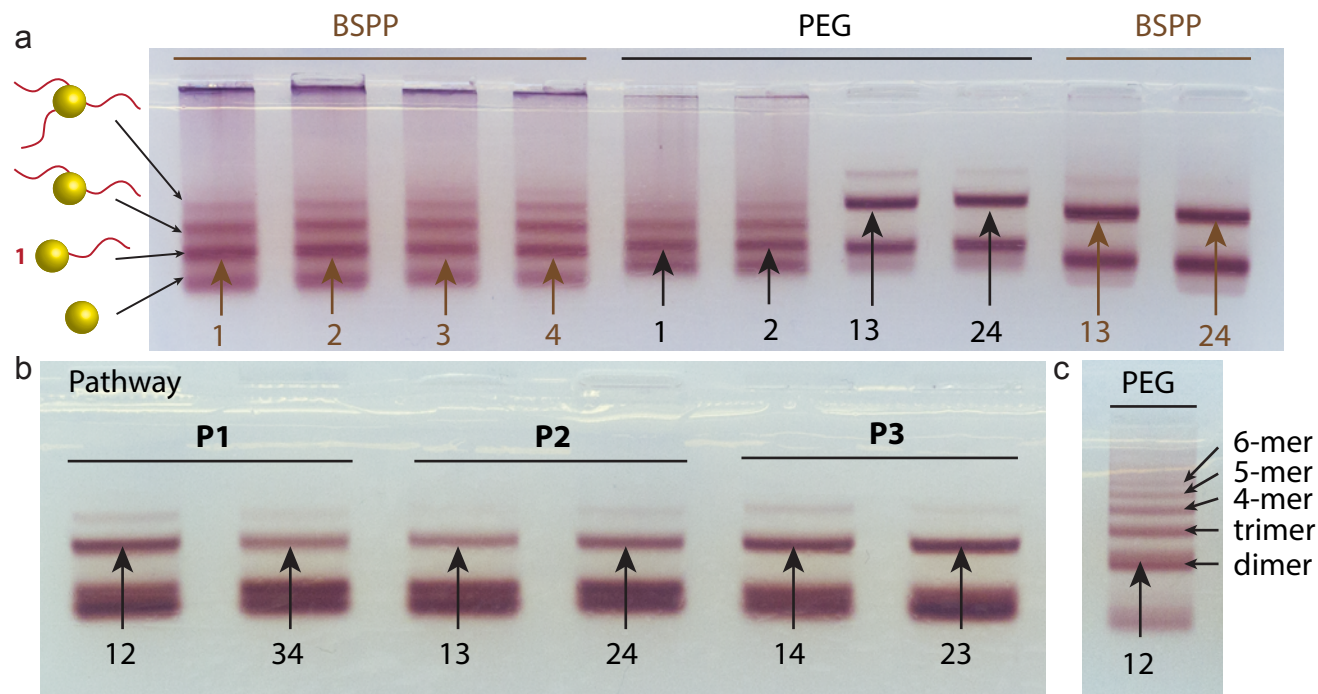 a
BSPP PEG BSPP
1
1 2 3 4 1 2 13 24 13 24
b
Pathway
P1 P2 P3
12 34 13 24 14 23
c
PEG
6-mer
5-mer
4-mer
trimer
dimer
12